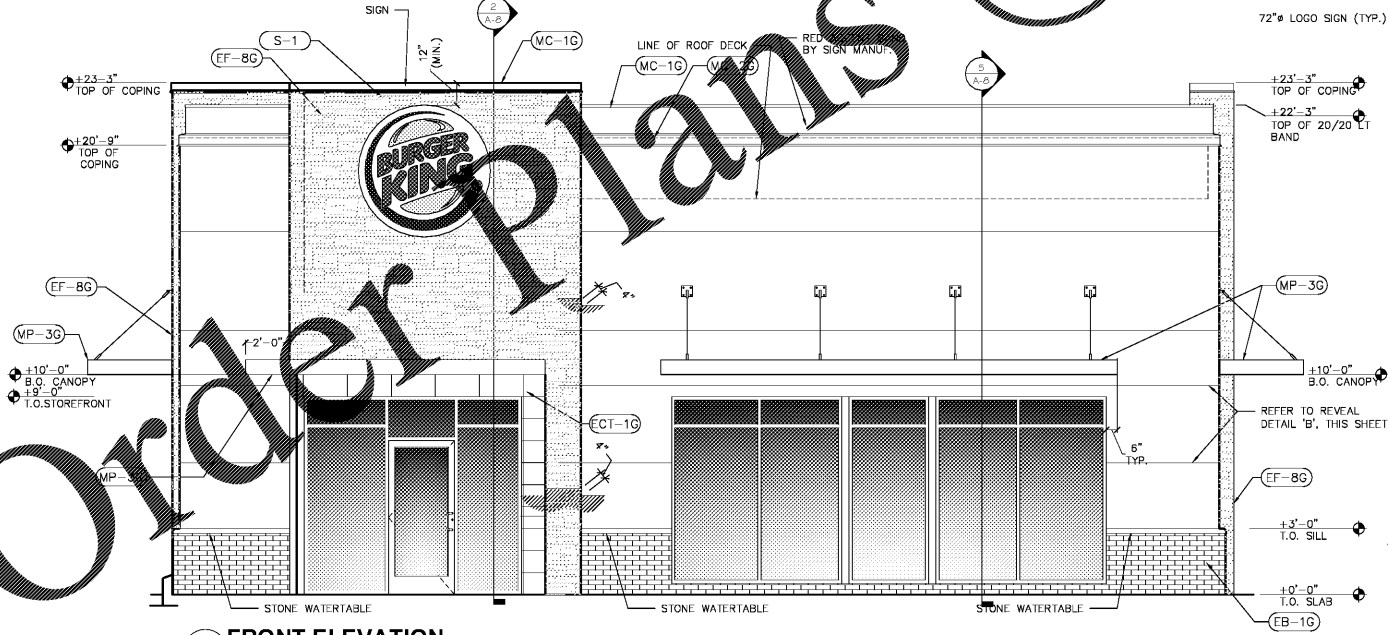 72"ø LOGO SIGN (TYP.)
SIGN
2
A-8
S-1
EF-8G
12"
(MIN.)
MC-1G
LINE OF ROOF DECK
RED
BY SIGN MANUF.
MC-1G
MC-2G
5
A-8
+23-3"
TOP OF COPING
+20'-9"
TOP OF
COPING
+23'-3"
TOP OF COPING
+22'-3"
TOP OF 20/20 LT
BAND
BURGER
KING
EF-8G
MP-3G
+10'-0"
B.O. CANOPY
+9'-0"
T.O.STOREFRONT
2'-0"
MP-3G
+10'-0"
B.O. CANOPY
REFER TO REVEAL
DETAIL 'B', THIS SHEET
ECT-1G
6"
TYP.
EF-8G
+3'-0"
T.O. SILL
+0'-0"
T.O. SLAB
EB-1G
STONE WATERTABLE
STONE WATERTABLE
STONE WATERTABLE
FRONT ELEVATION
Order Plans